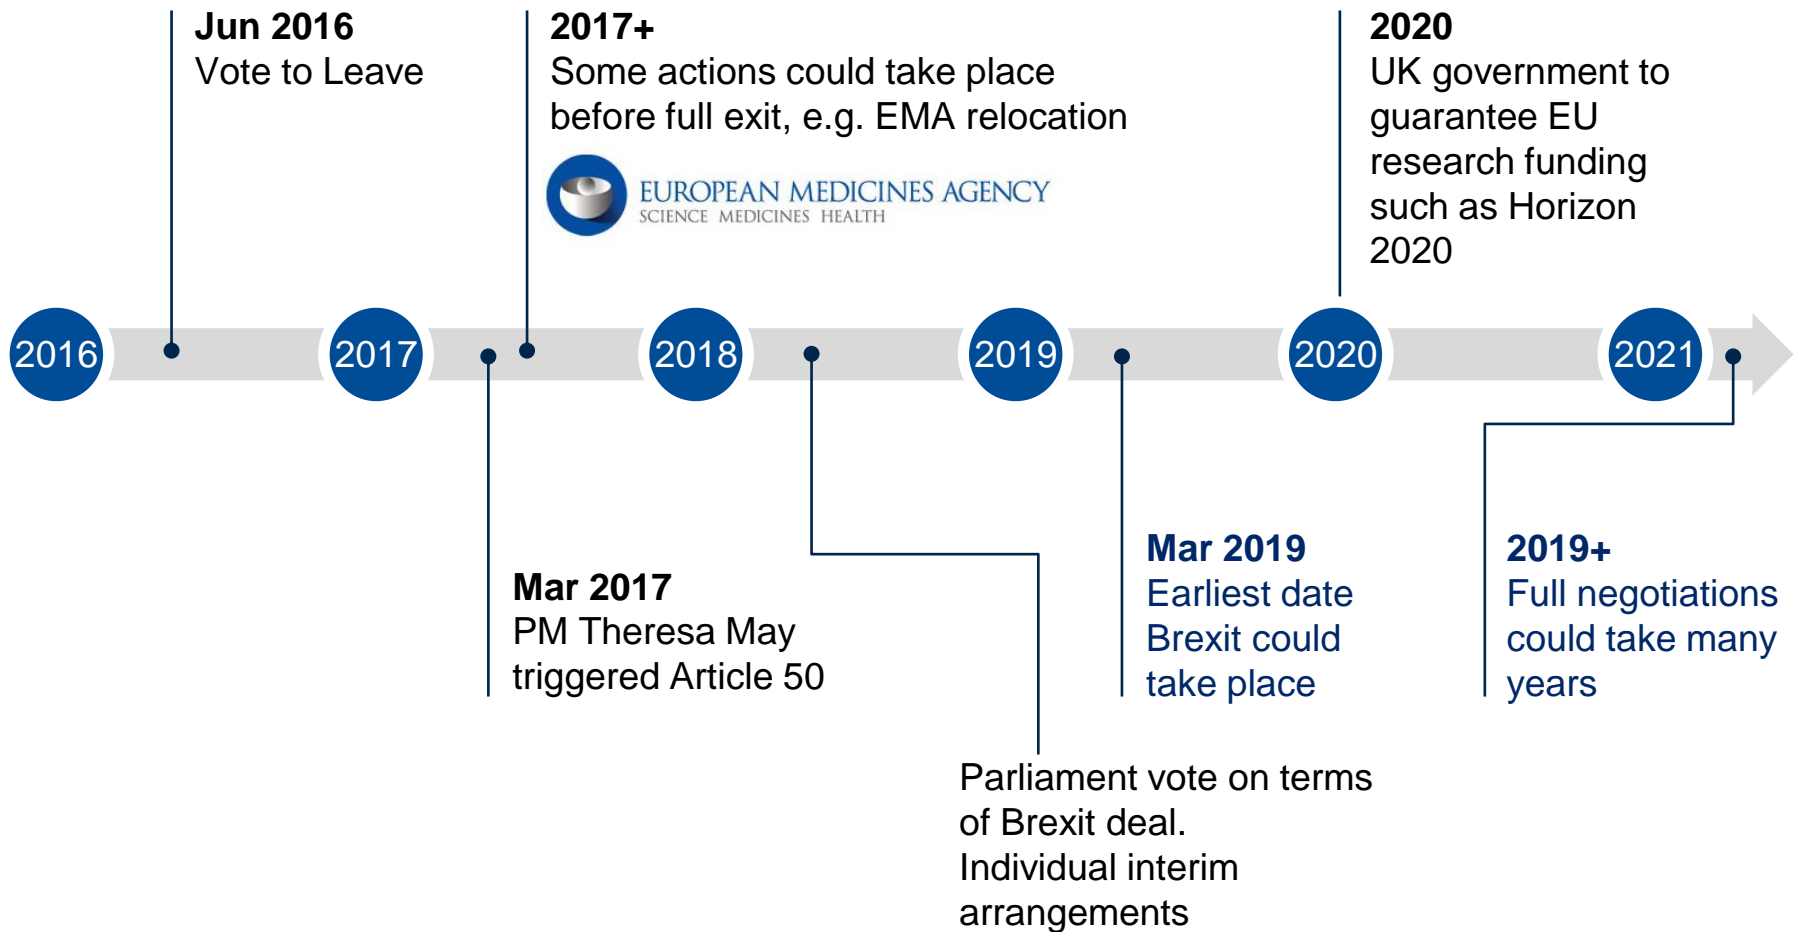 Jun 2016
Vote to Leave
2017+
Some actions could take place
before full exit, e.g. EMA relocation
EUROPEAN MEDICINES AGENCY
SCIENCE MEDICINES HEALTH
2020
UK government to
guarantee EU
research funding
such as Horizon
2020
2016
2017
2018
2019
2020
2021
Mar 2017
PM Theresa May
triggered Article 50
Parliament vote on terms
of Brexit deal.
Individual interim
arrangements
Mar 2019
Earliest date
Brexit could
take place
2019+
Full negotiations
could take many
years